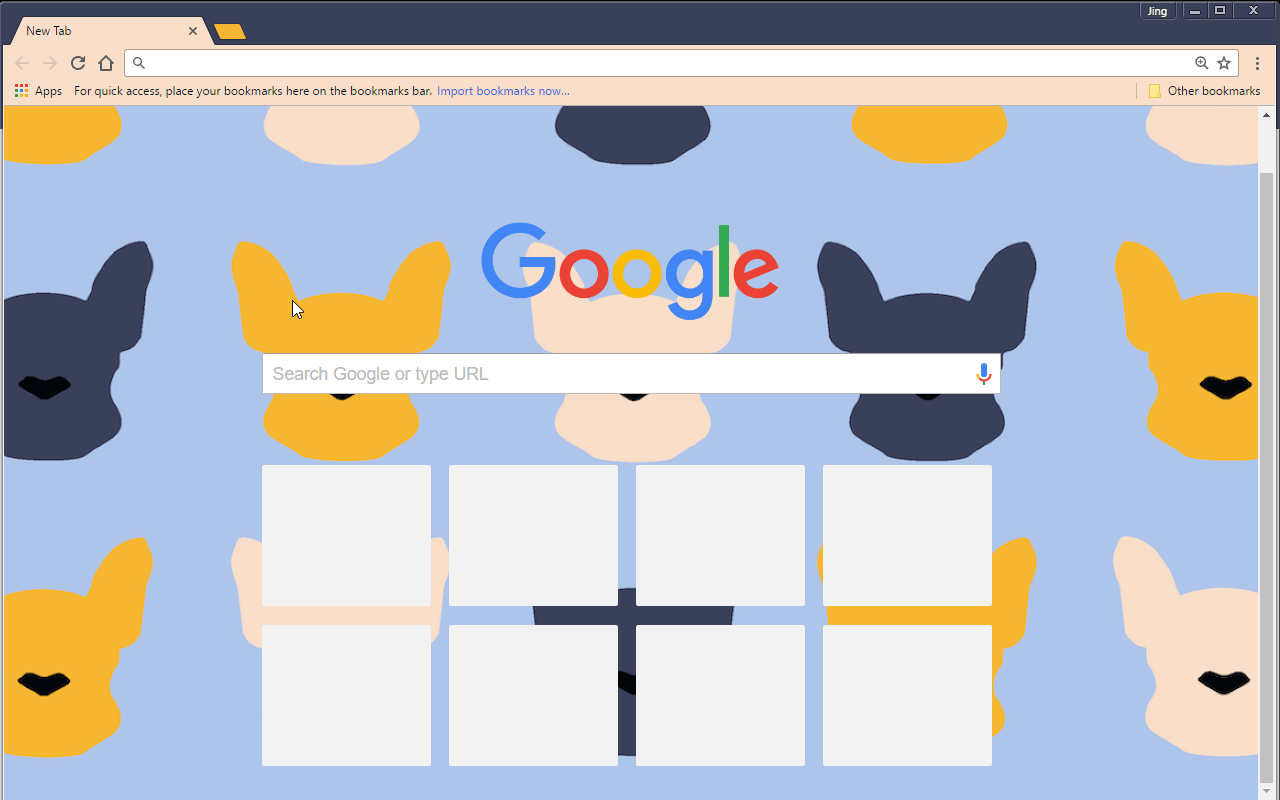 Jing
New Tab
Apps For quick access, place your bookmarks here on the bookmarks bar. Import bookmarks now... Other bookmarks
Google
Search Google or type URL